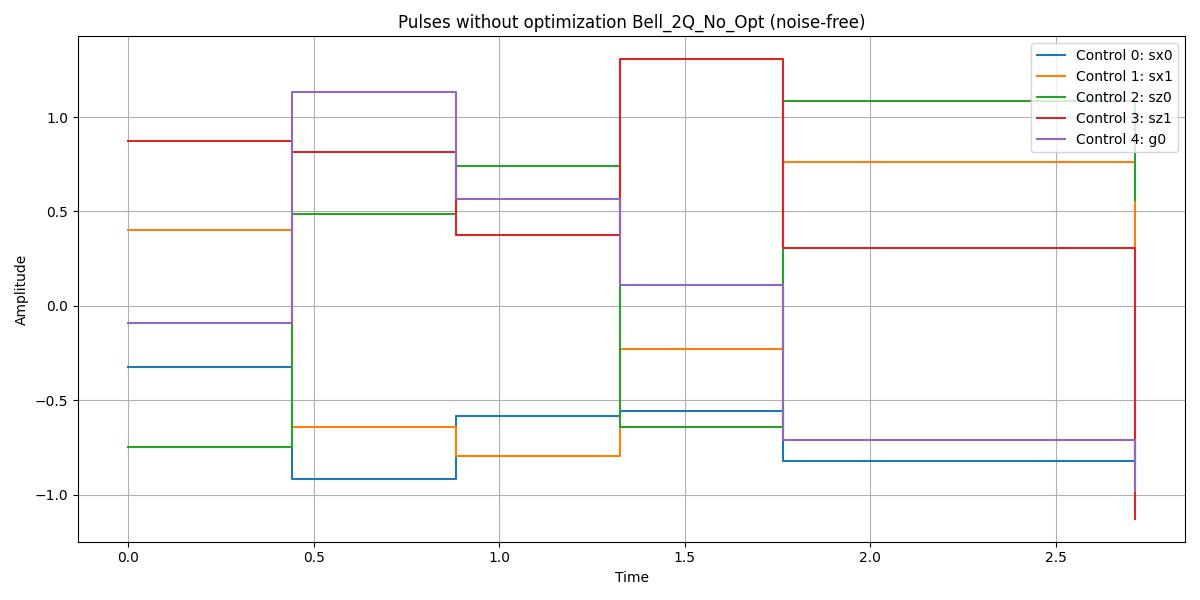 Pulses without optimization Bell_2Q_No_Opt (noise-free)
Control 0: sx0
Control 1: sx1
Control 2: sz0
Control 3: sz1
Control 4: g0
Amplitude
1.0
0.5
0.0
−0.5
−1.0
0.0 0.5 1.0 1.5 2.0 2.5
Time